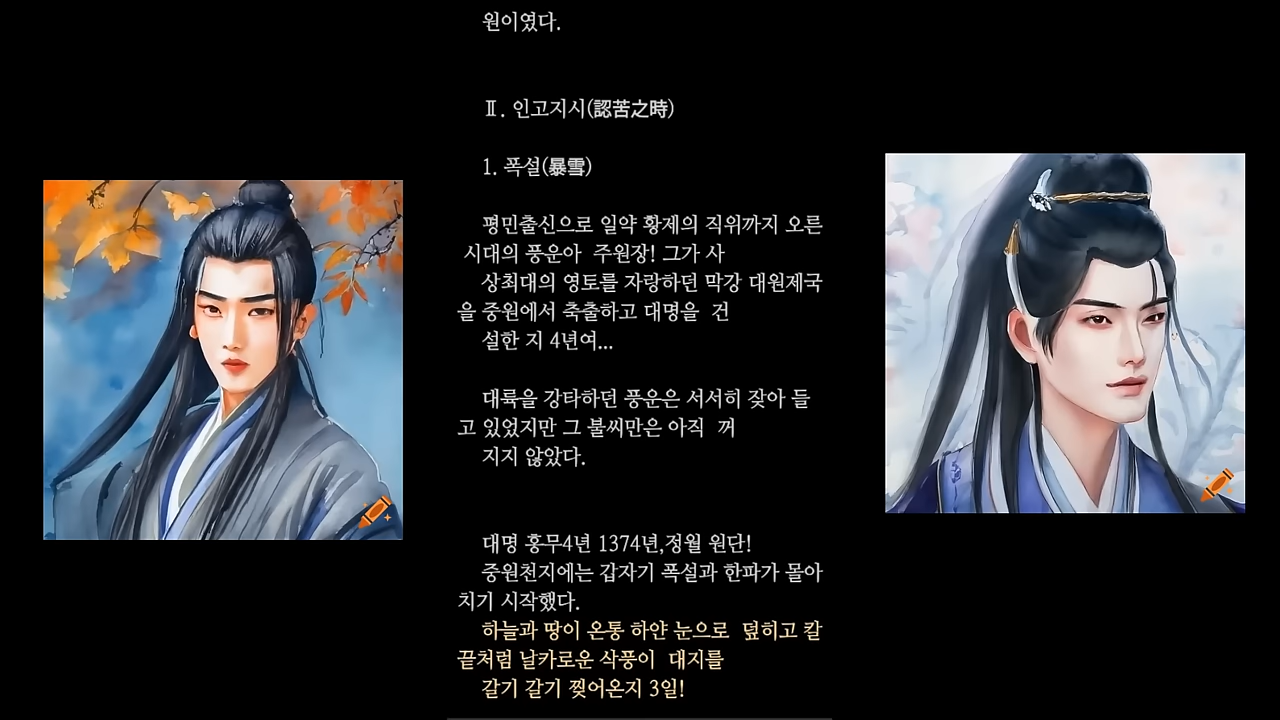 원이였다.
Ⅱ. 인고지시(認苦之時)
1. 폭설(暴雪)
평민출신으로 일약 황제의 직위까지 오른
시대의 풍운아 주원장! 그가 사
상최대의 영토를 자랑하던 막강 대원제국
을 중원에서 축출하고 대명을 건
설한 지 4년여...
대륙을 강타하던 풍운은 서서히 잦아 들
고 있었지만 그 불씨만은 아직 꺼
지지 않았다.
대명 홍무4년 1374년,정월 원단!
중원천지에는 갑자기 폭설과 한파가 몰아
치기 시작했다.
하늘과 땅이 온통 하얀 눈으로 덮히고 칼
끝처럼 날카로운 삭풍이 대지를
갈기 갈기 찢어온지 3일!